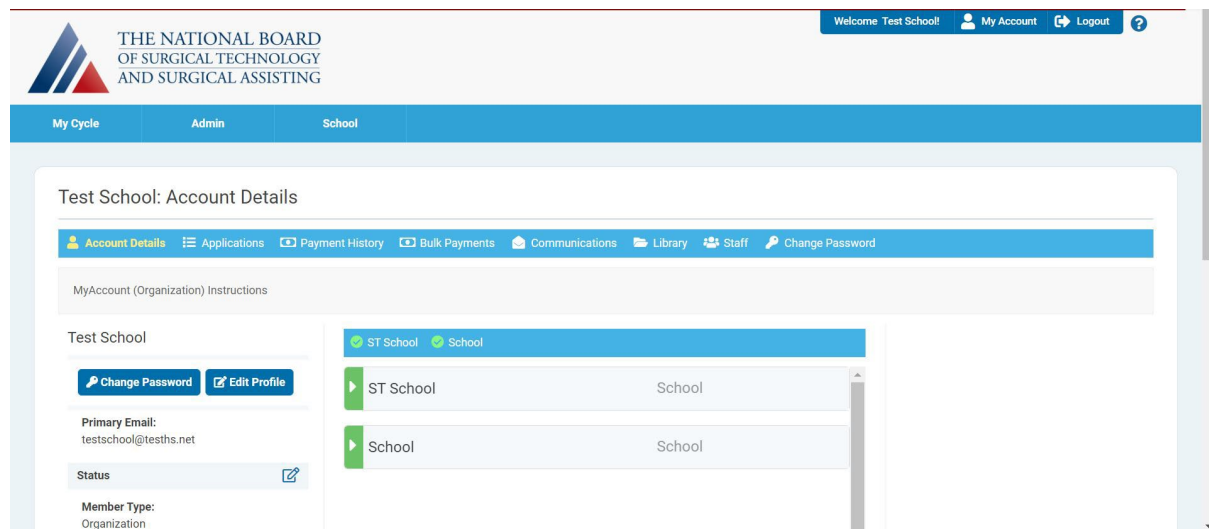 Welcome Test School! My Account Logout ?
THE NATIONAL BOARD
OF SURGICAL TECHNOLOGY
AND SURGICAL ASSISTING
My Cycle Admin School
Test School: Account Details
Account Details Applications Payment History Bulk Payments Communications Library Staff Change Password
MyAccount (Organization) Instructions
Test School
Change Password Edit Profile
Primary Email:
testschool@tesths.net
Status
Member Type:
Organization
ST School School
ST School School
School School